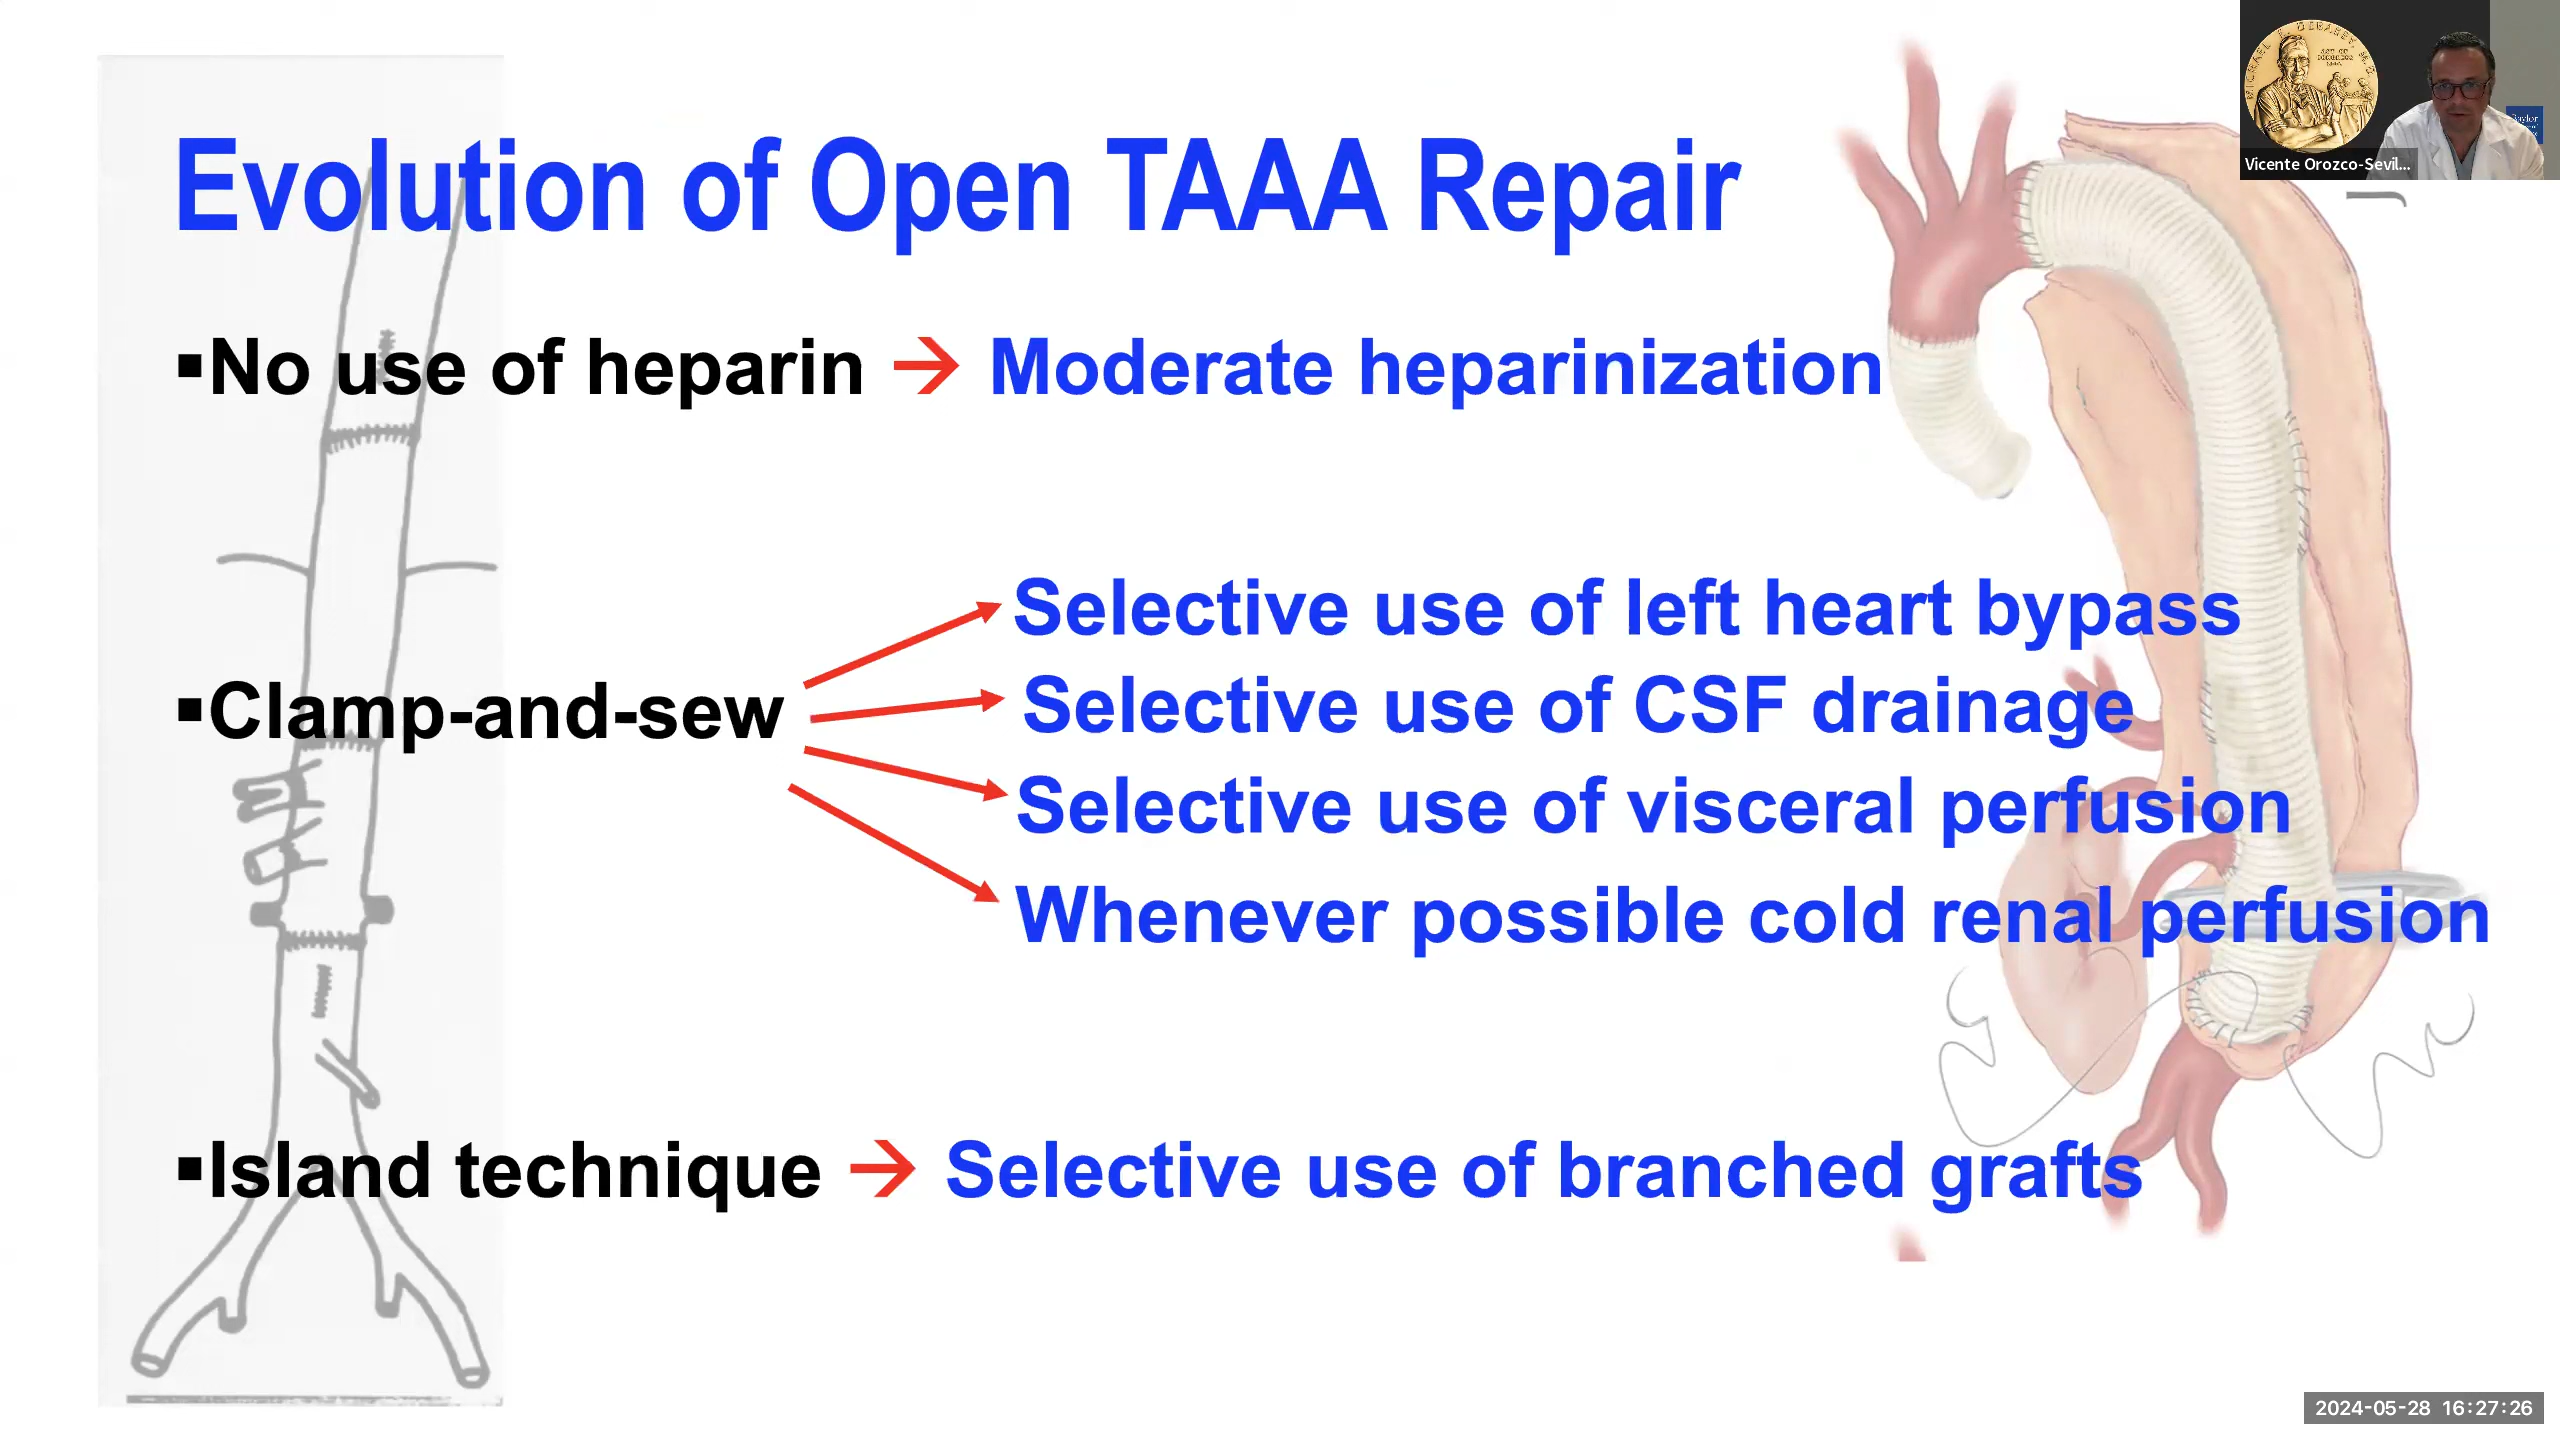 Evolution of Open TAAA Repair
▪No use of heparin → Moderate heparinization
Selective use of left heart bypass
▪Clamp-and-sew
Selective use of CSF drainage
Selective use of visceral perfusion
Whenever possible cold renal perfusion
▪Island technique → Selective use of branched grafts
Vicente Orozco-Sevil...
2024-05-28 16:27:26